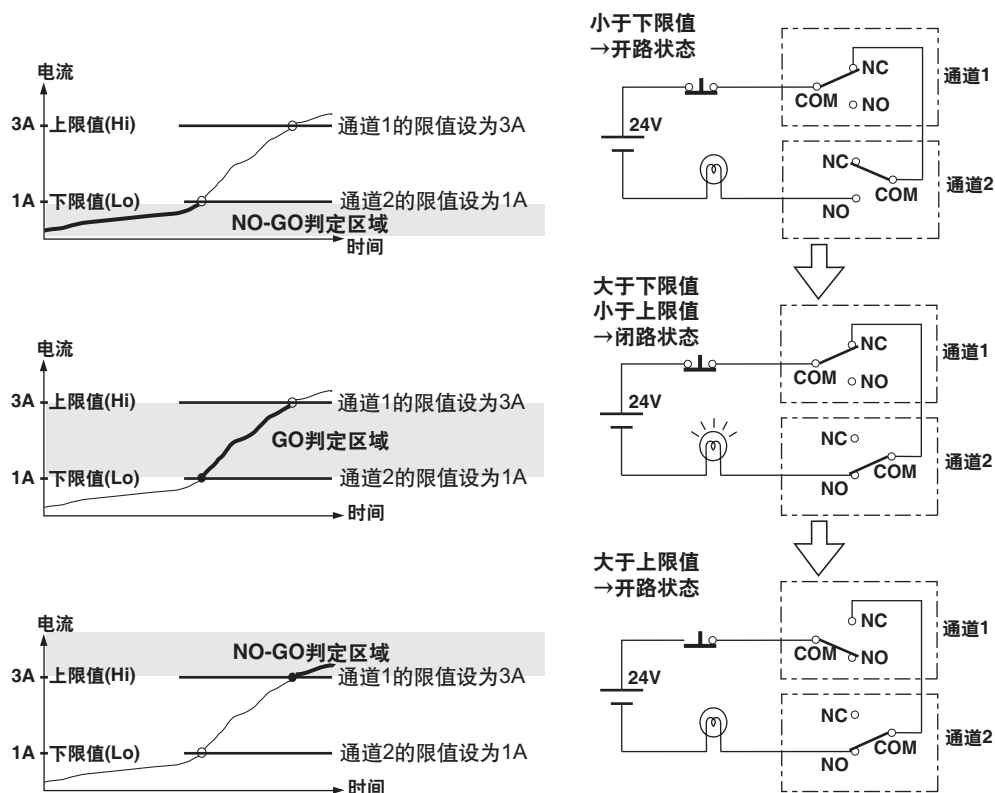 电流
3A 上限值(Hi) 通道1的限值设为3A
1A 下限值(Lo) 通道2的限值设为1A
NO-GO判定区域
时间
小于下限值
→开路状态
NC
通道1
COM NO
24V
NC
通道2
COM
NO
电流
3A 上限值(Hi) 通道1的限值设为3A
GO判定区域
1A 下限值(Lo) 通道2的限值设为1A
时间
大于下限值
小于上限值
→闭路状态
NC
通道1
COM NO
24V
NC
通道2
COM
NO
电流
NO-GO判定区域
3A 上限值(Hi) 通道1的限值设为3A
1A 下限值(Lo) 通道2的限值设为1A
时间
大于上限值
→开路状态
NC
通道1
COM NO
24V
NC
通道2
COM
NO